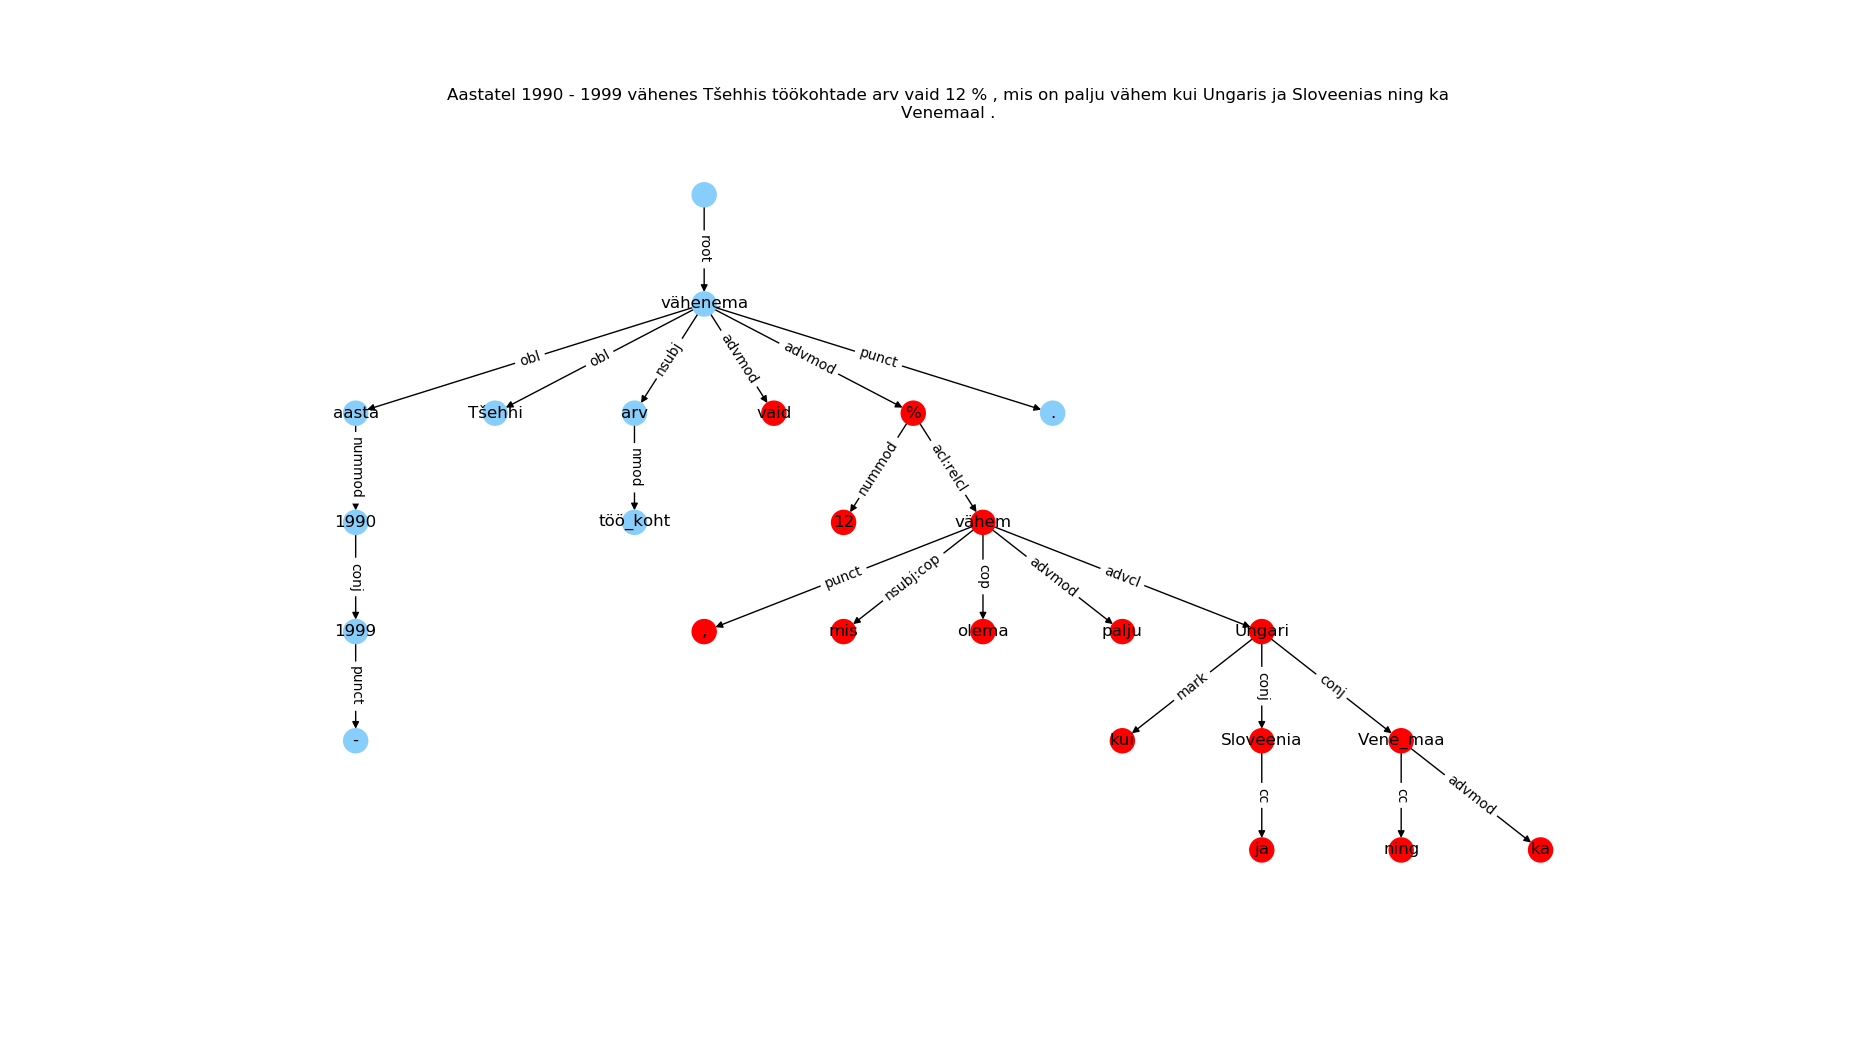 Aastatel 1990 - 1999 vähenes Tšehhis töökohtade arv vaid 12 % , mis on palju vähem kui Ungaris ja Sloveenias ning ka
Venemaal .
root
vähenema
obl obl nsubj advmod advmod punct
aasta Tšehhi arv vaid % .
nummod nmod nummod acl:relcl
1990 töö_koht 12 vähem
conj punct nsubj:cop cop advmod advcl
1999 , mis olema palju Ungari
punct mark conj conj
- kui Sloveenia Vene_maa
cc cc advmod
ja ning ka